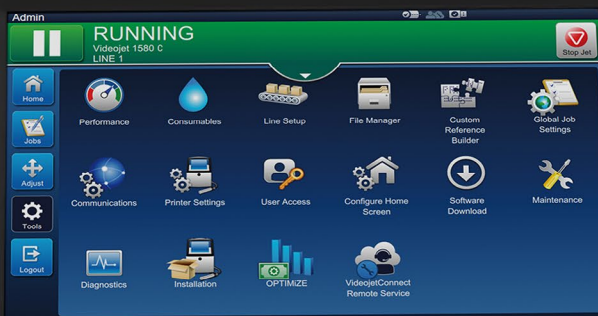 Admin
RUNNING
Videojet 1580 C
LINE 1
Stop Jet
Home
Jobs
Adjust
Tools
Logout
Performance
Consumables
Line Setup
File Manager
Custom
Reference
Builder
Global Job
Settings
Communications
Printer Settings
User Access
Configure Home
Screen
Software
Download
Maintenance
Diagnostics
Installation
OPTIMiZE
VideojetConnect
Remote Service